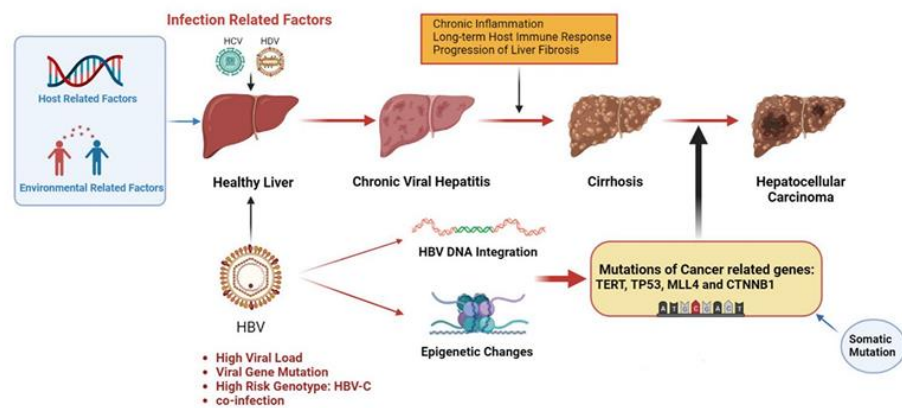 Infection Related Factors
HCV
HDV
Chronic Inflammation
Long-term Host Immune Response
Progression of Liver Fibrosis
Host Related Factors
Environmental Related Factors
Healthy Liver
Chronic Viral Hepatitis
Cirrhosis
Hepatocellular
Carcinoma
HBV DNA Integration
HBV
Epigenetic Changes
Mutations of Cancer related genes:
TERT, TP53, MLL4 and CTNNB1
A T G C G A C T
Somatic
Mutation
• High Viral Load
• Viral Gene Mutation
• High Risk Genotype: HBV-C
• co-infection